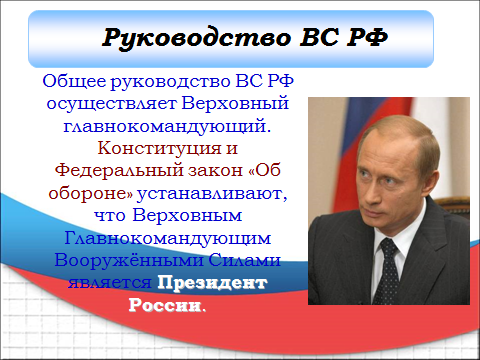 Руководство ВС РФ
Общее руководство ВС РФ
осуществляет Верховный
главнокомандующий.
Конституция и
Федеральный закон «Об
обороне» устанавливают,
что Верховным
Главнокомандующим
Вооружёнными Силами
является Президент
России.